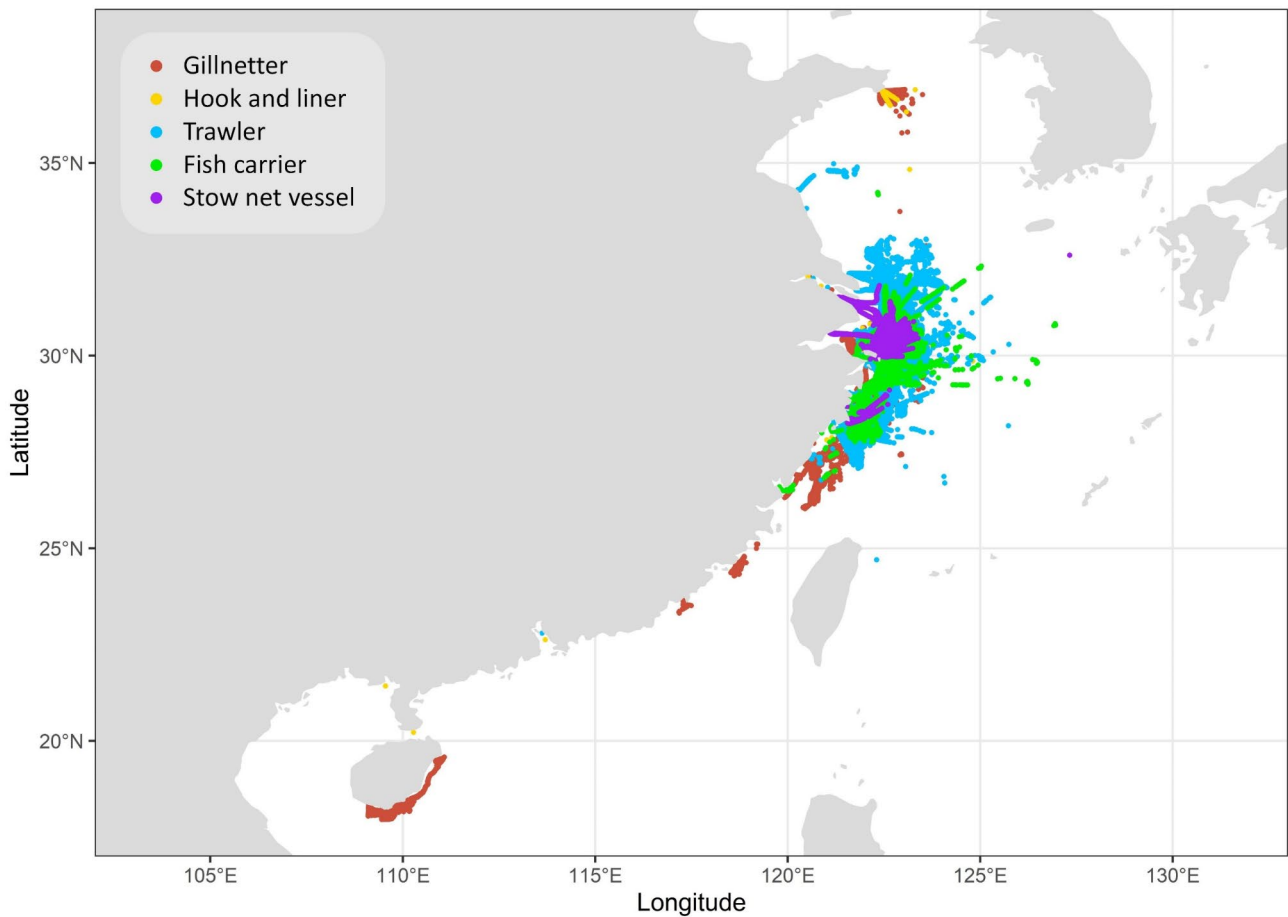 Gillnetter
Hook and liner
Trawler
Fish carrier
Stow net vessel
35°N
30°N
25°N
20°N
Latitude
105°E
110°E
115°E
120°E
125°E
130°E
Longitude